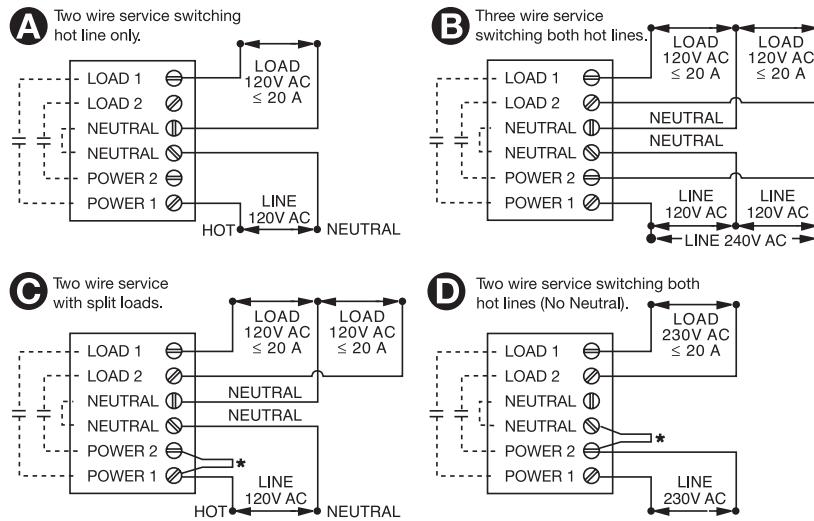 A Two wire service switching
hot line only.
LOAD 1
LOAD 2
NEUTRAL
NEUTRAL
POWER 2
POWER 1
LOAD
120V AC
≤ 20 A
LINE
120V AC
HOT
NEUTRAL
B Three wire service
switching both hot lines.
LOAD 1
LOAD 2
NEUTRAL
NEUTRAL
POWER 2
POWER 1
LOAD
120V AC
≤ 20 A
LOAD
120V AC
≤ 20 A
NEUTRAL
NEUTRAL
LINE
120V AC
LINE
120V AC
LINE 240V AC
C Two wire service
with split loads.
LOAD 1
LOAD 2
NEUTRAL
NEUTRAL
POWER 2
POWER 1
LOAD
120V AC
≤ 20 A
LOAD
120V AC
≤ 20 A
NEUTRAL
NEUTRAL
*
LINE
120V AC
HOT
NEUTRAL
D Two wire service switching both
hot lines (No Neutral).
LOAD 1
LOAD 2
NEUTRAL
NEUTRAL
POWER 2
POWER 1
LOAD
230V AC
≤ 20 A
*
LINE
230V AC